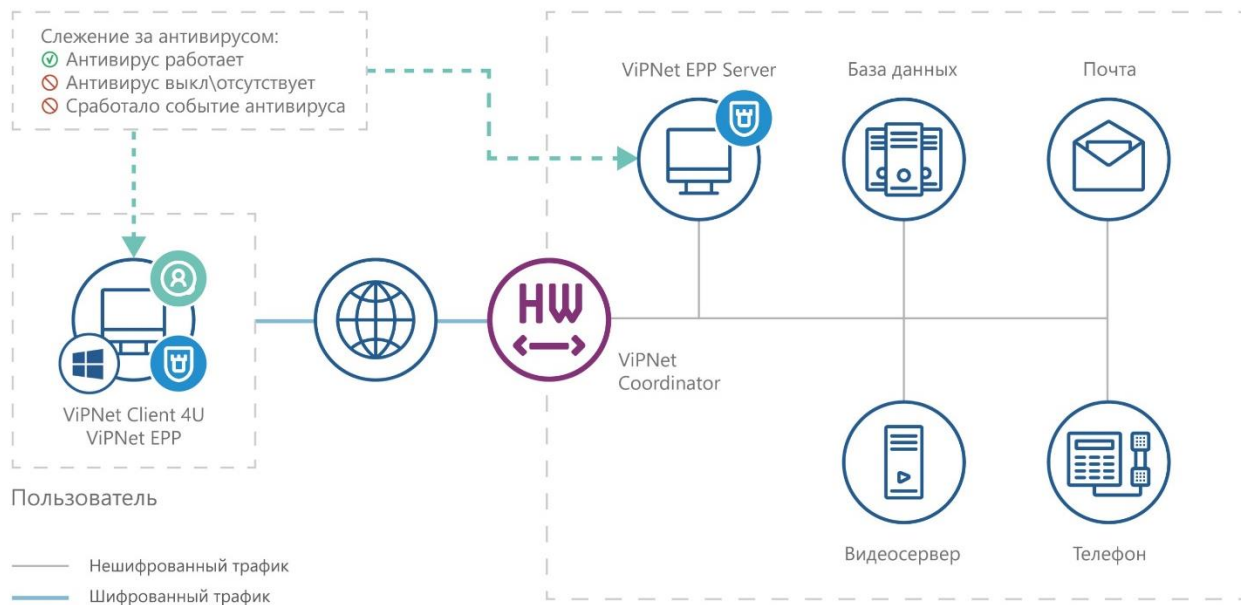 Слежение за антивирусом:
Антивирус работает
Антивирус выкл\отсутствует
Сработало событие антивируса
ViPNet EPP Server
База данных
Почта
HW
ViPNet
Coordinator
ViPNet Client 4U
ViPNet EPP
Пользователь
Видеосервер
Телефон
Нешифрованный трафик
Шифрованный трафик